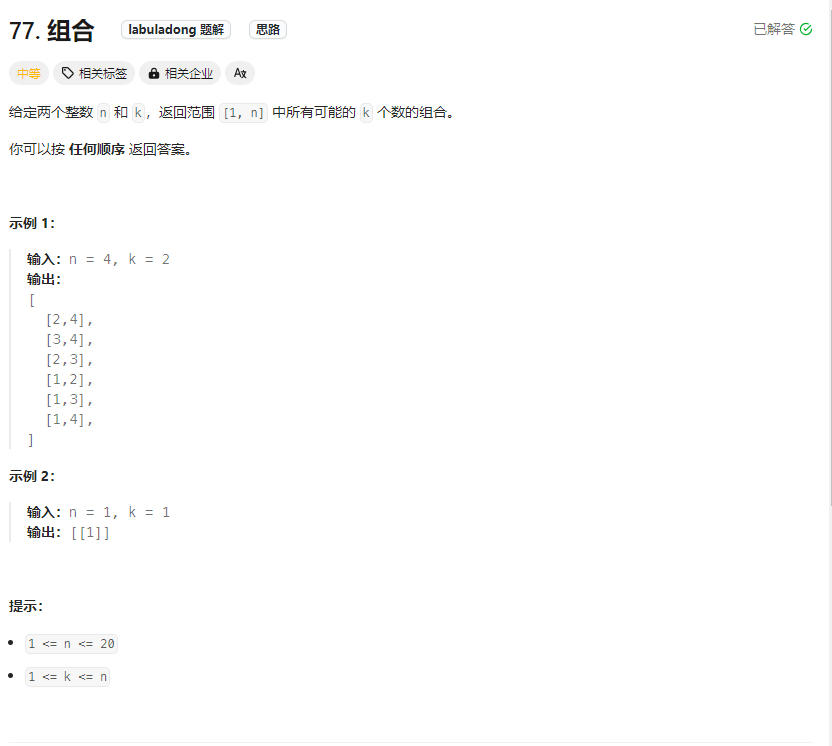 77. 组合 labuladong 题解 思路 已解答
中等 相关标签 相关企业 Ax
给定两个整数 n 和 k，返回范围 [1, n] 中所有可能的 k 个数的组合。
你可以按 任何顺序 返回答案。
示例 1：
输入：n = 4, k = 2
输出：
[
[2,4],
[3,4],
[2,3],
[1,2],
[1,3],
[1,4],
]
示例 2：
输入：n = 1, k = 1
输出：[[1]]
提示：
1 <= n <= 20
1 <= k <= n